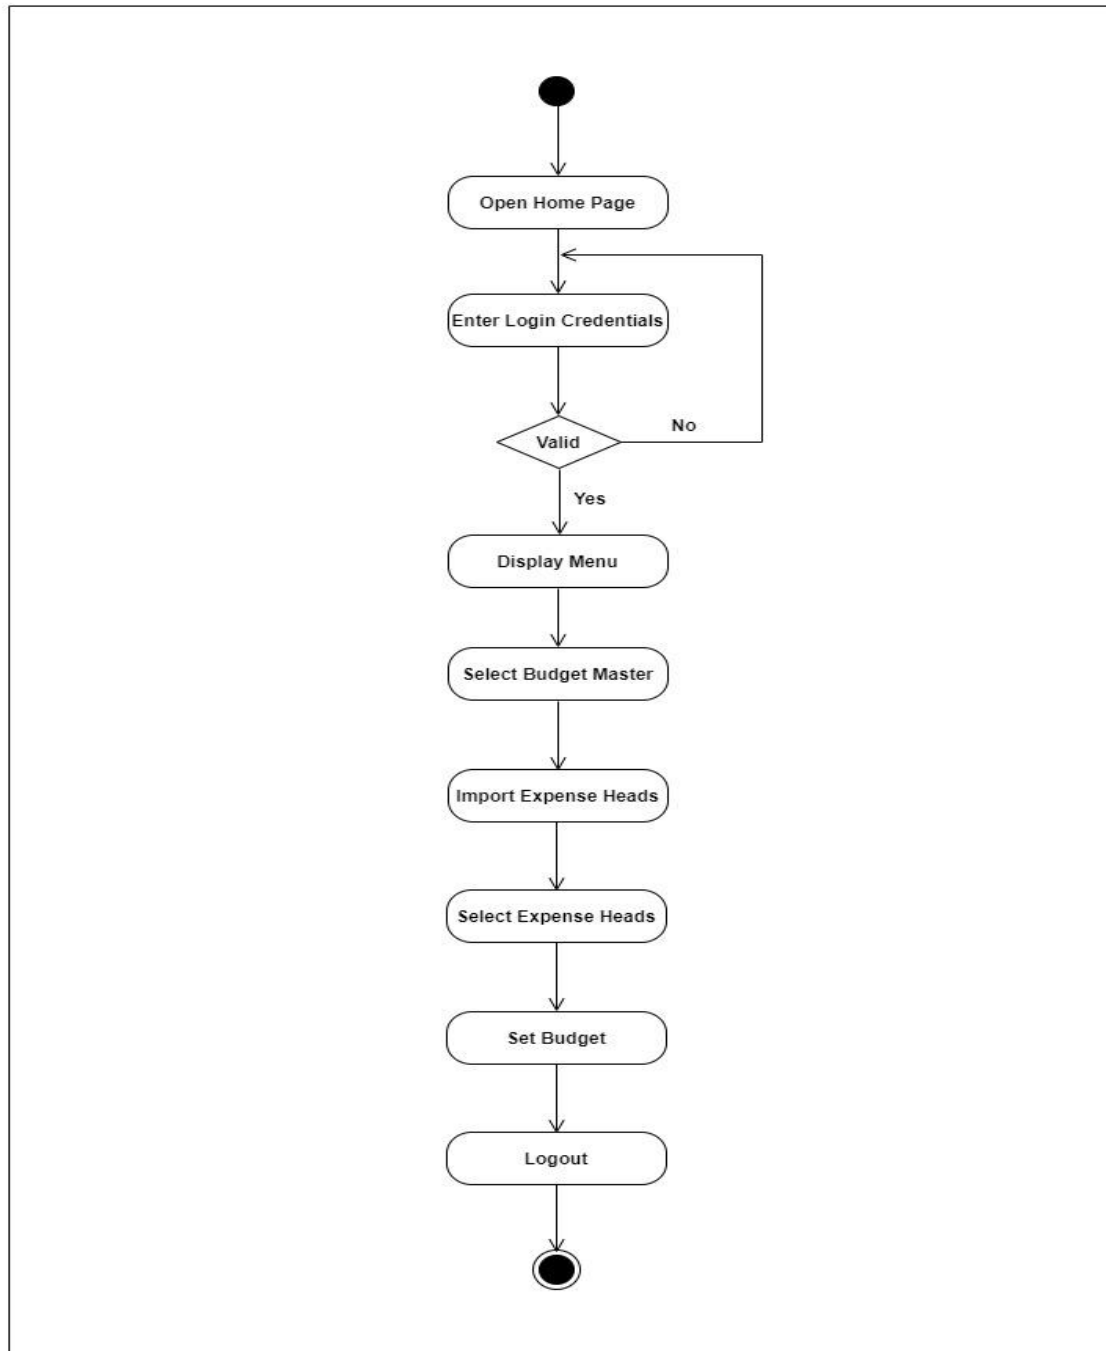 Open Home Page
Enter Login Credentials
Valid
No
Yes
Display Menu
Select Budget Master
Import Expense Heads
Select Expense Heads
Set Budget
Logout